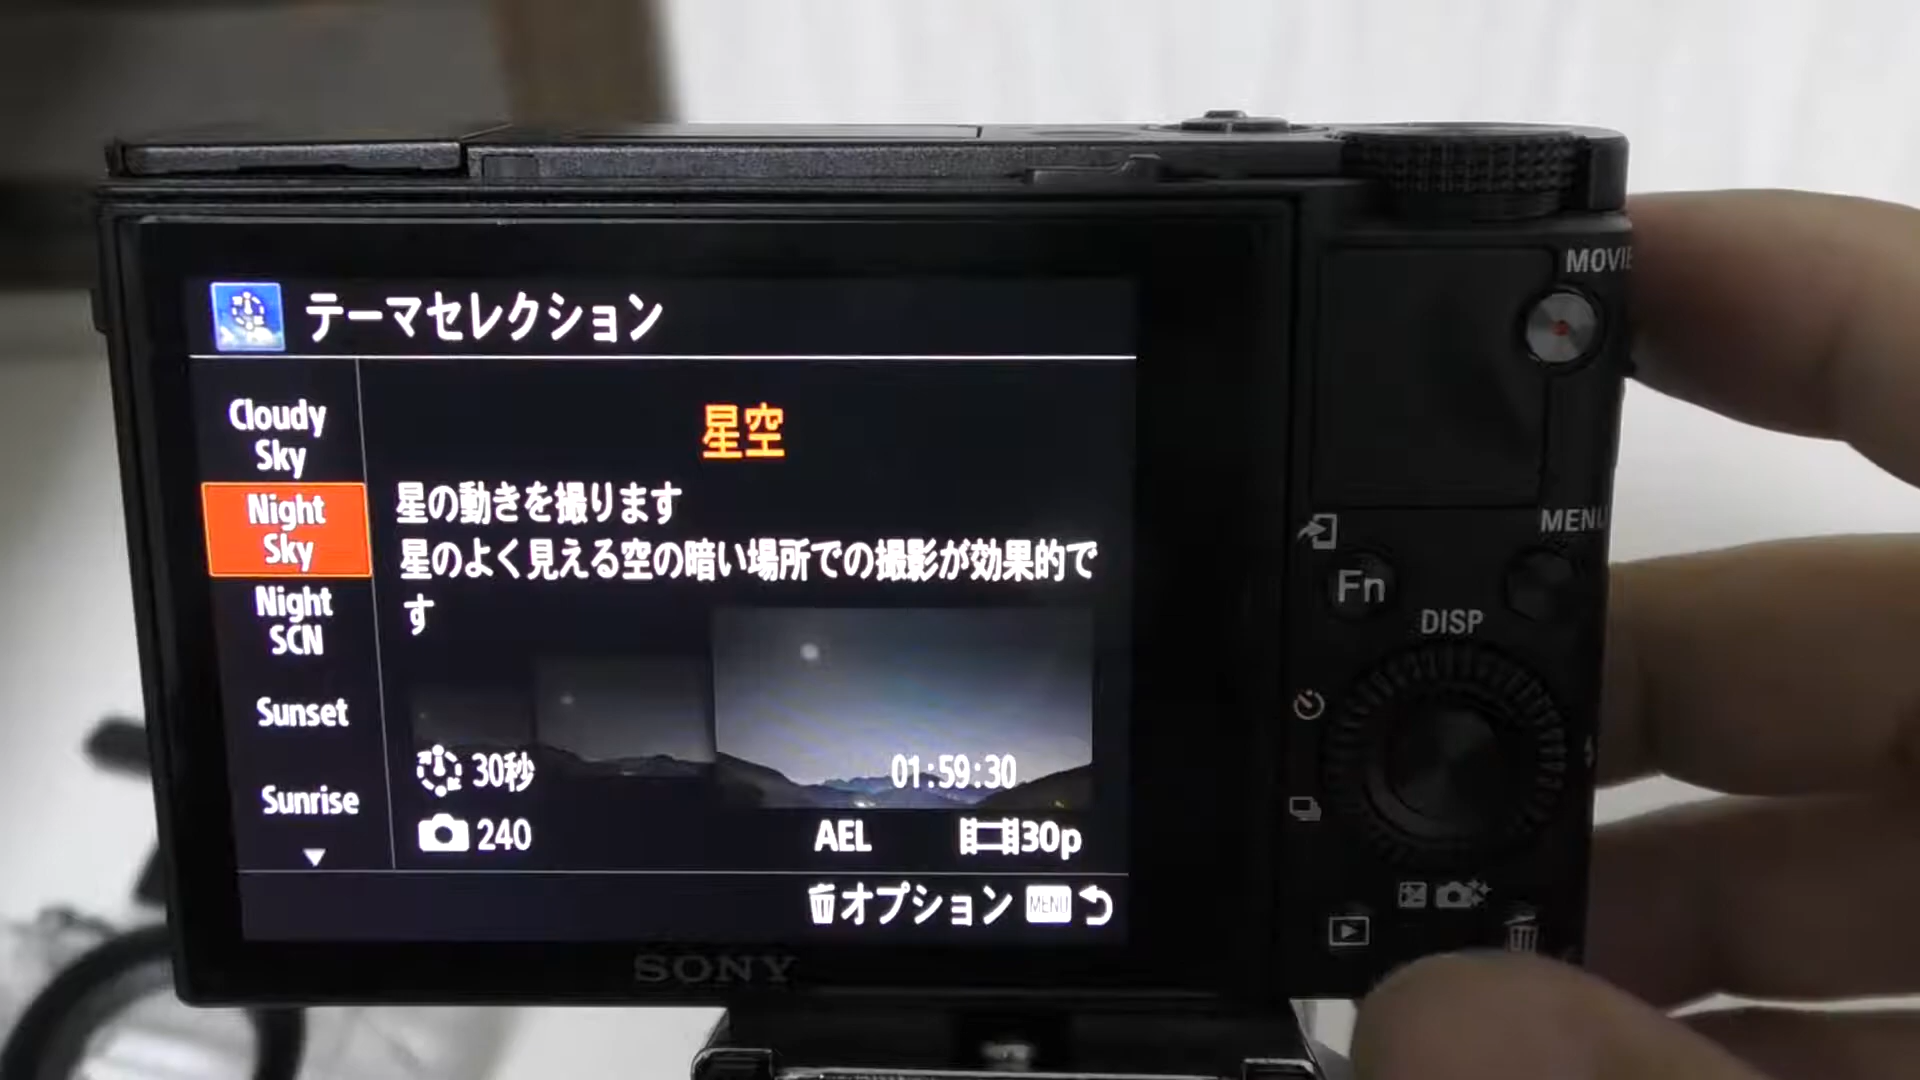 テーマセレクション
Cloudy
Sky
Night
Sky
Night
SCN
Sunset
Sunrise
星空
星の動きを撮ります
星のよく見える空の暗い場所での撮影が効果的で
す
30秒
01:59:30
240
AEL
30p
オプション MENU
SONY
MOVIE
MENU
Fn
DISP